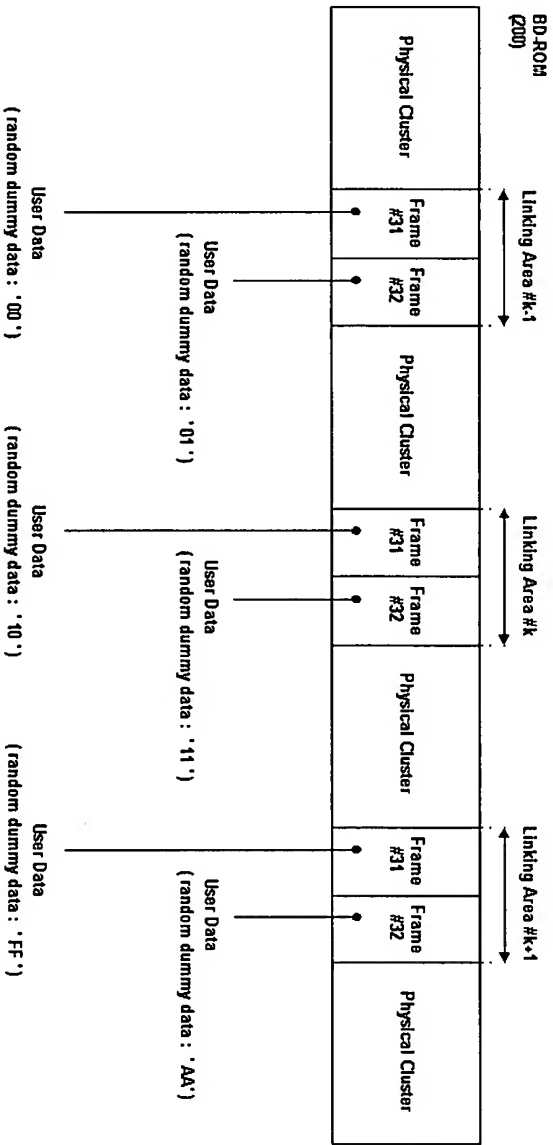 BD-ROM
(200)
Linking Area #k-1
Linking Area #k
Linking Area #k+1
Physical Cluster
Frame
#31
Frame
#32
Physical Cluster
Frame
#31
Frame
#32
Physical Cluster
Frame
#31
Frame
#32
Physical Cluster
User Data
( random dummy data : '01 ')
User Data
( random dummy data : '11 ')
User Data
( random dummy data : 'AA')
User Data
( random dummy data : '00 ')
User Data
( random dummy data : '10 ')
User Data
( random dummy data : 'FF ')